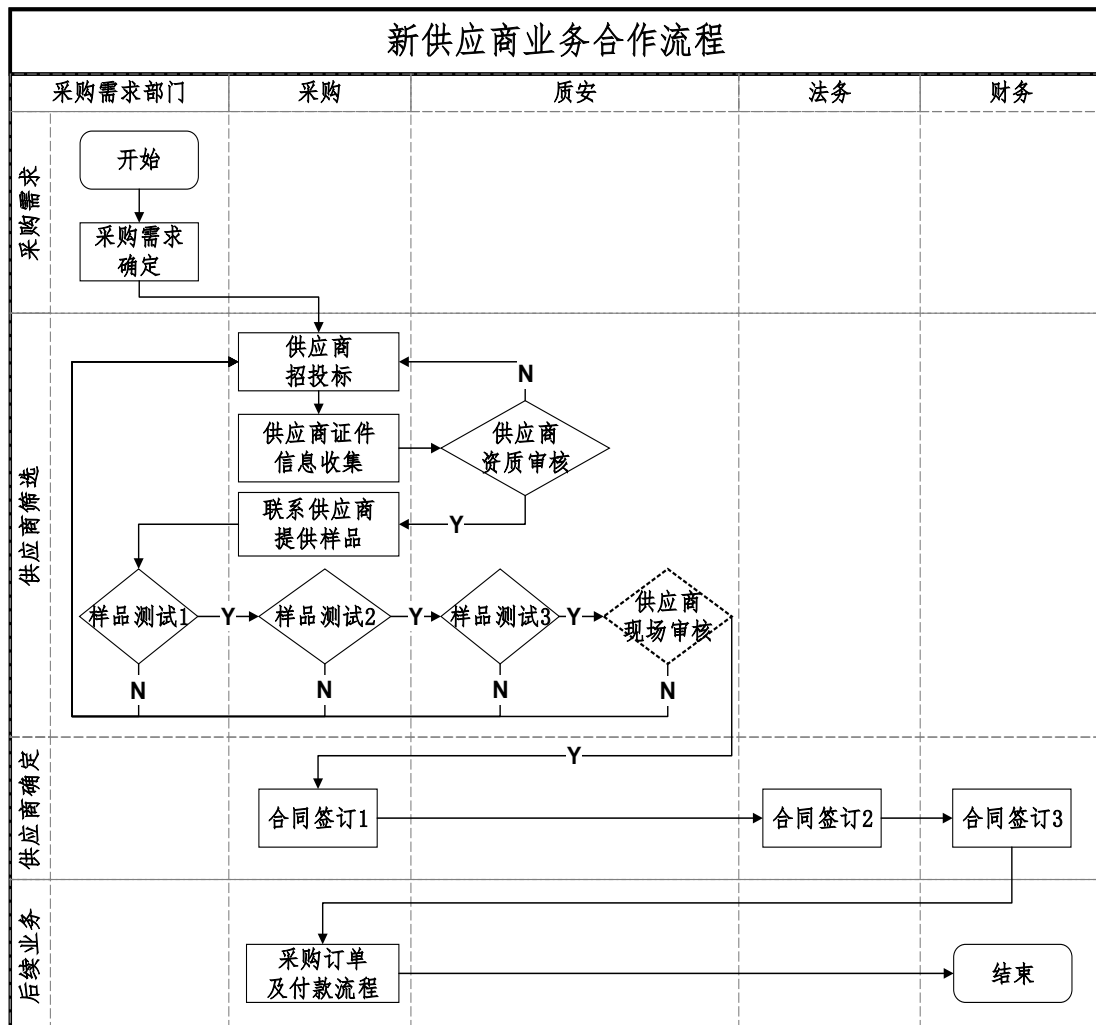 新供应商业务合作流程
采购需求部门
采购
质安
法务
财务
采购需求
开始
采购需求
确定
供应商筛选
供应商
招投标
N
供应商证件
信息收集
供应商
资质审核
联系供应商
提供样品
Y
样品测试1
Y
样品测试2
Y
样品测试3
Y
供应商
现场审核
N
N
N
N
供应商确定
Y
合同签订1
合同签订2
合同签订3
后续业务
采购订单
及付款流程
结束